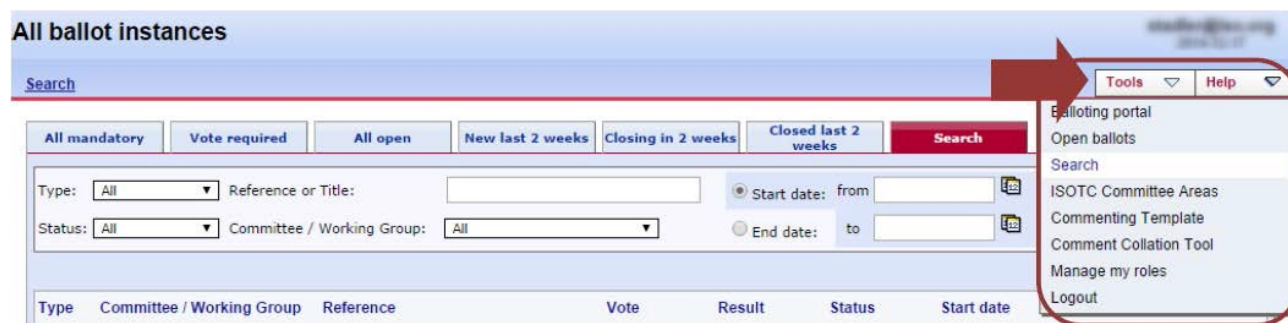 All ballot instances
Search
Tools Help
Balloting portal
Open ballots
Search
ISOTC Committee Areas
Commenting Template
Comment Collation Tool
Manage my roles
Logout
All mandatory Vote required All open New last 2 weeks Closing in 2 weeks Closed last 2 weeks Search
Type: All Reference or Title: Start date: from
Status: All Committee / Working Group: All End date: to
Type Committee / Working Group Reference Vote Result Status Start date